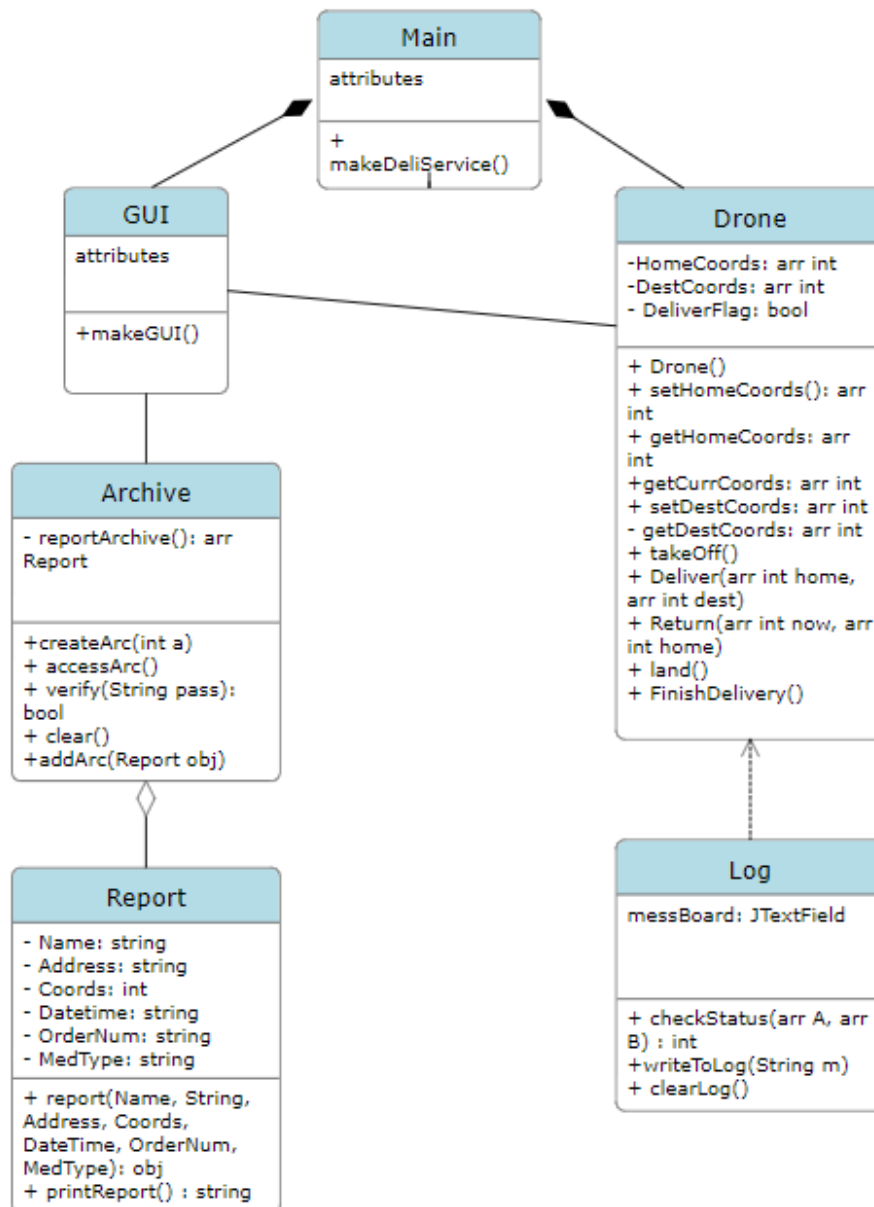 Main
attributes
+
makeDeliService()
GUI
attributes
+makeGUI()
Drone
-HomeCoords: arr int
-DestCoords: arr int
- DeliverFlag: bool
+ Drone()
+ setHomeCoords(): arr
int
+ getHomeCoords: arr
int
+getCurrCoords: arr int
+ setDestCoords: arr int
- getDestCoords: arr int
+ takeOff()
+ Deliver(arr int home,
arr int dest)
+ Return(arr int now, arr
int home)
+ land()
+ FinishDelivery()
Archive
- reportArchive(): arr
Report
+createArc(int a)
+ accessArc()
+ verify(String pass):
bool
+ clear()
+addArc(Report obj)
Report
- Name: string
- Address: string
- Coords: int
- Datetime: string
- OrderNum: string
- MedType: string
+ report(Name, String,
Address, Coords,
DateTime, OrderNum,
MedType): obj
+ printReport() : string
Log
messBoard: JTextField
+ checkStatus(arr A, arr
B) : int
+writeToLog(String m)
+ clearLog()